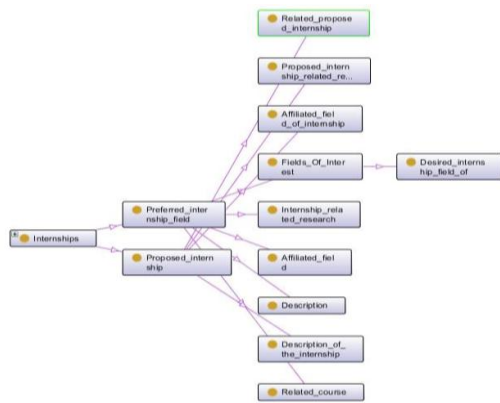 Related_propose
d_internship
Proposed_intern
ship_related_re...
Affiliated_fiel
d_of_internship
Fields_Of_Inter
est
Desired_interns
hip_field_of
Preferred_inter
nship_field
Internship_rela
ted_research
Internships
Proposed_intern
ship
Affiliated_fiel
d
Description
Description_of_
the_internship
Related_course